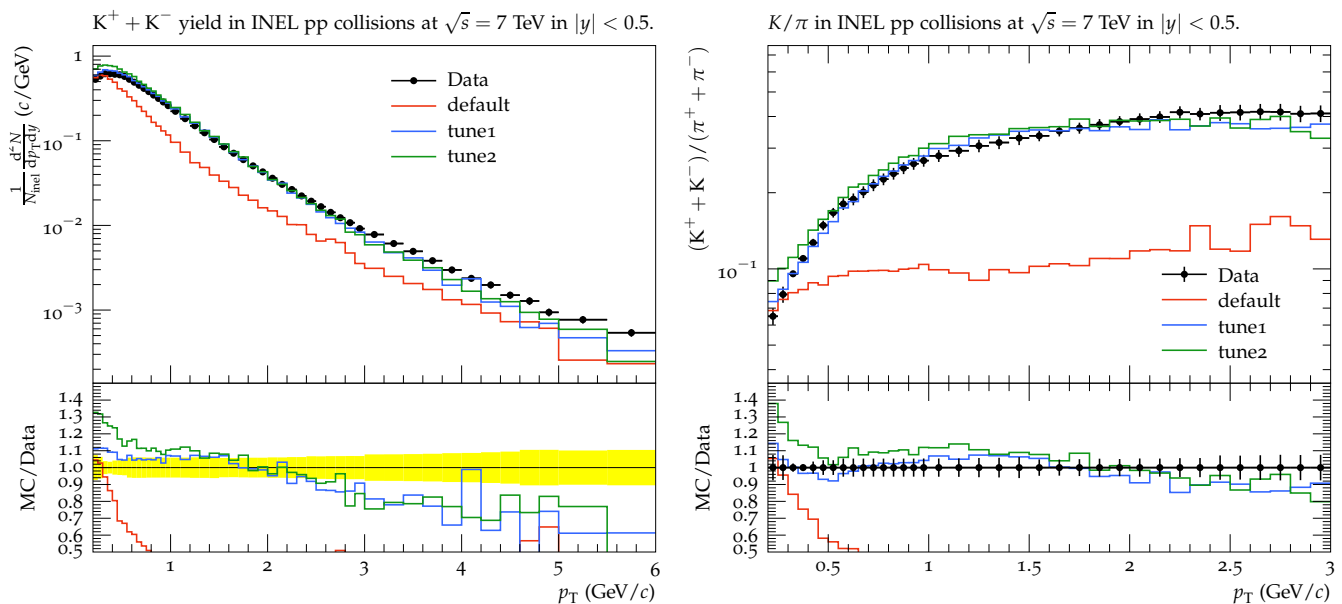 K⁺ + K⁻ yield in INEL pp collisions at √s = 7 TeV in |y| < 0.5.
1/N_inel d²N/dp_Tdy (c/GeV)
1
10⁻¹
10⁻²
10⁻³
Data
default
tune1
tune2
MC/Data
1.4
1.3
1.2
1.1
1.0
0.9
0.8
0.7
0.6
0.5
1 2 3 4 5 6
p_T (GeV/c)
K/π in INEL pp collisions at √s = 7 TeV in |y| < 0.5.
(K⁺ + K⁻)/(π⁺ + π⁻)
10⁻¹
Data
default
tune1
tune2
MC/Data
1.4
1.3
1.2
1.1
1.0
0.9
0.8
0.7
0.6
0.5
0.5 1 1.5 2 2.5 3
p_T (GeV/c)